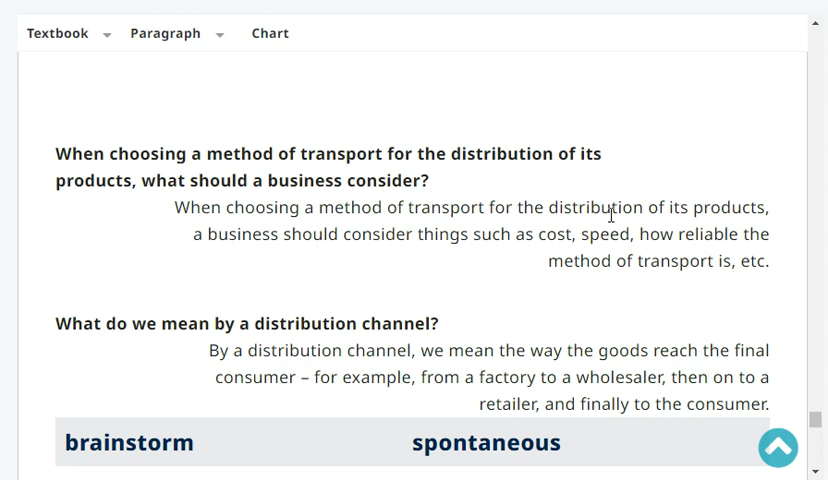 Textbook Paragraph Chart
When choosing a method of transport for the distribution of its
products, what should a business consider?
When choosing a method of transport for the distribution of its products,
a business should consider things such as cost, speed, how reliable the
method of transport is, etc.
What do we mean by a distribution channel?
By a distribution channel, we mean the way the goods reach the final
consumer – for example, from a factory to a wholesaler, then on to a
retailer, and finally to the consumer.
brainstorm spontaneous